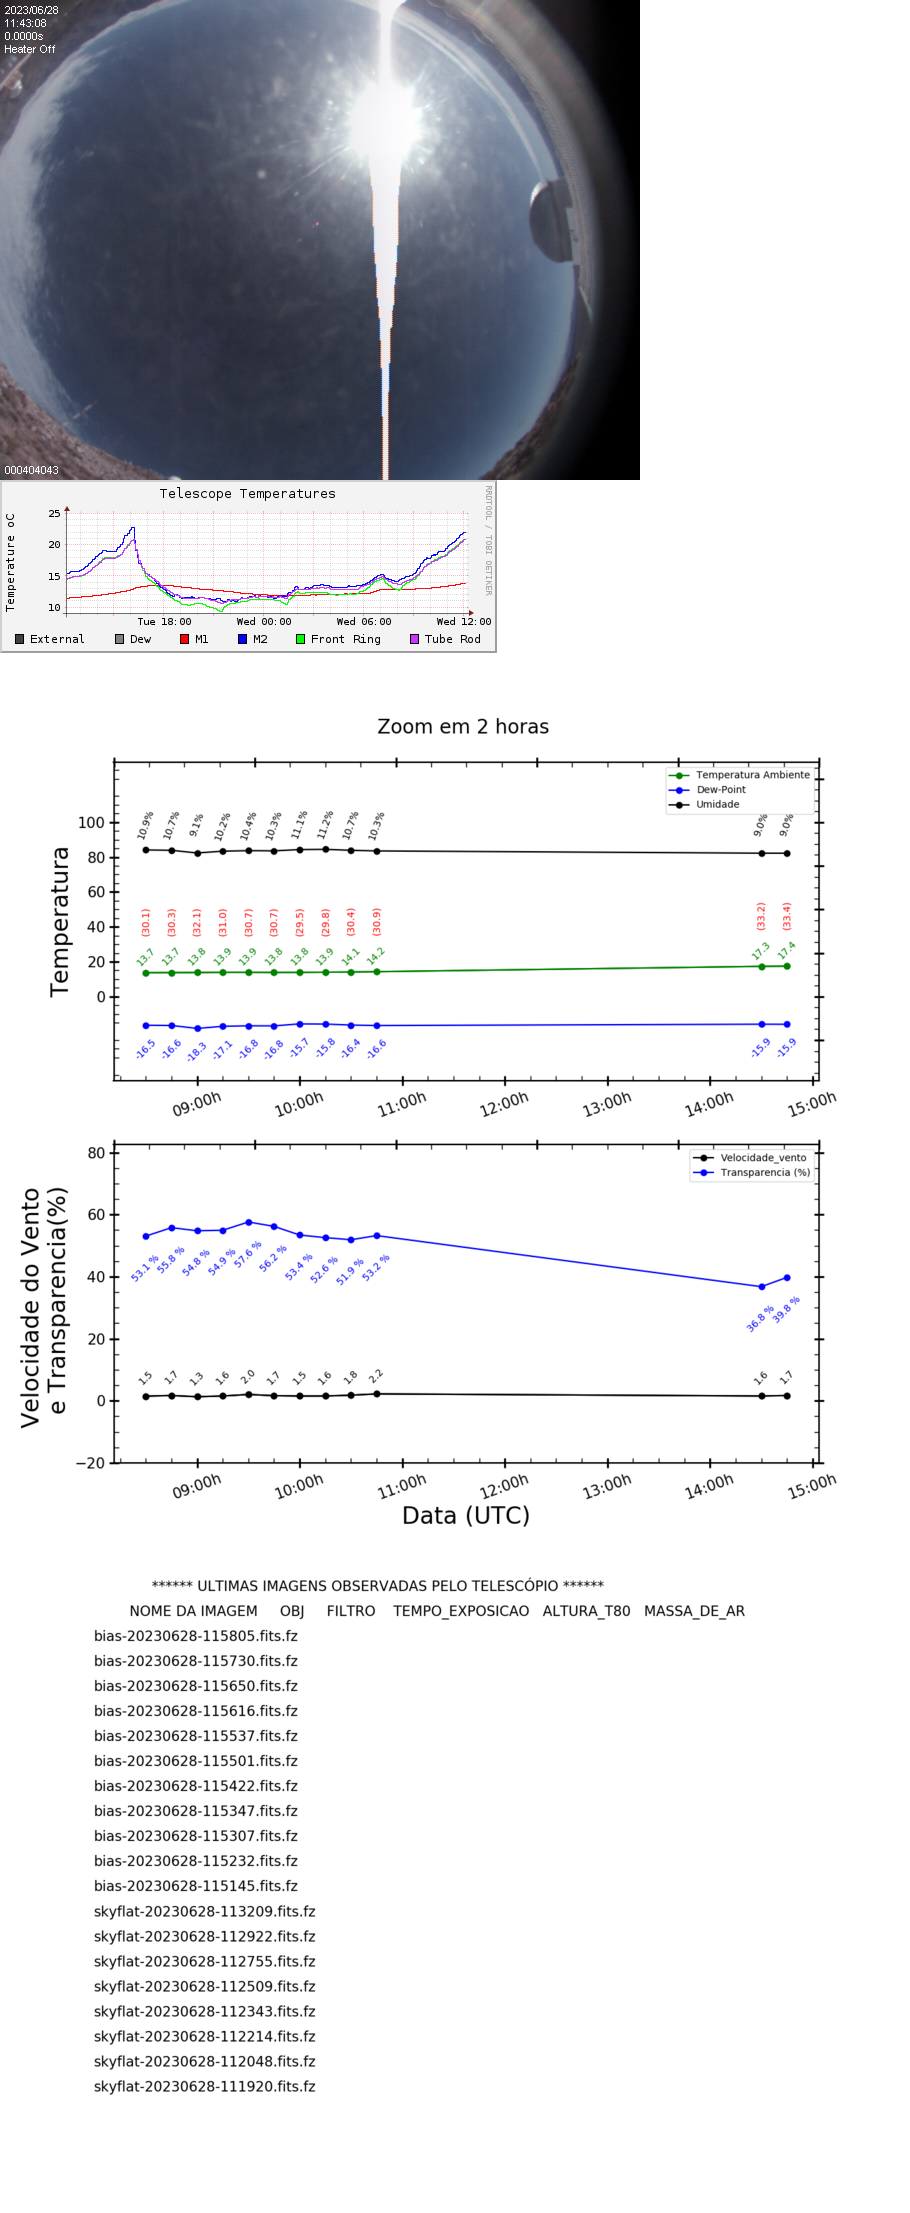 2023/06/28
11:43:08
0.0000s
Heater Off
000404043
Telescope Temperatures
RRDTOOL / TOBI OETIKER
Temperature oC
25
20
15
10
Tue 18:00 Wed 00:00 Wed 06:00 Wed 12:00
External Dew M1 M2 Front Ring Tube Rod
Zoom em 2 horas
Temperatura Ambiente
Dew-Point
Umidade
Temperatura
100
80
60
40
20
0
10.9% 10.7% 9.1% 10.2% 10.4% 10.3% 11.1% 11.2% 10.7% 10.3% 9.0% 9.0%
(30.1) (30.3) (32.1) (31.0) (30.7) (30.7) (29.5) (29.8) (30.4) (30.9) (33.2) (33.4)
13.7 13.7 13.8 13.9 13.9 13.8 13.8 13.9 14.1 14.2 17.3 17.4
-16.5 -16.6 -18.3 -17.1 -16.8 -16.8 -15.7 -15.8 -16.4 -16.6 -15.9 -15.9
09:00h 10:00h 11:00h 12:00h 13:00h 14:00h 15:00h
Velocidade_vento
Transparencia (%)
Velocidade do Vento
e Transparencia(%)
80
60
40
20
0
−20
53.1 % 55.8 % 54.8 % 54.9 % 57.6 % 56.2 % 53.4 % 52.6 % 51.9 % 53.2 % 36.8 % 39.8 %
1.5 1.7 1.3 1.6 2.0 1.7 1.5 1.6 1.8 2.2 1.6 1.7
09:00h 10:00h 11:00h 12:00h 13:00h 14:00h 15:00h
Data (UTC)
****** ULTIMAS IMAGENS OBSERVADAS PELO TELESCÓPIO ******
NOME DA IMAGEM OBJ FILTRO TEMPO_EXPOSICAO ALTURA_T80 MASSA_DE_AR
bias-20230628-115805.fits.fz
bias-20230628-115730.fits.fz
bias-20230628-115650.fits.fz
bias-20230628-115616.fits.fz
bias-20230628-115537.fits.fz
bias-20230628-115501.fits.fz
bias-20230628-115422.fits.fz
bias-20230628-115347.fits.fz
bias-20230628-115307.fits.fz
bias-20230628-115232.fits.fz
bias-20230628-115145.fits.fz
skyflat-20230628-113209.fits.fz
skyflat-20230628-112922.fits.fz
skyflat-20230628-112755.fits.fz
skyflat-20230628-112509.fits.fz
skyflat-20230628-112343.fits.fz
skyflat-20230628-112214.fits.fz
skyflat-20230628-112048.fits.fz
skyflat-20230628-111920.fits.fz